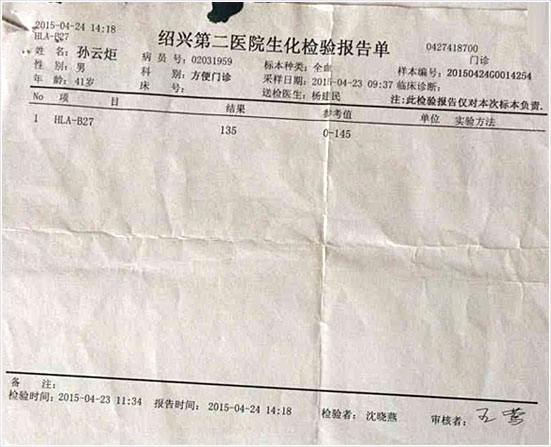 2015-04-24 14:18
HLA-B27
绍兴第二医院生化检验报告单
0427418700
门诊
姓 名: 孙云炬 病 员 号: 02031959 标本种类: 全血 样本编号: 20150424G0014254
性 别: 男 科 别: 方便门诊 采样日期: 2015-04-23 09:37 临床诊断:
年 龄: 41岁 床 号: 送检医生: 杨建民 注:此检验报告仅对本次标本负责.
No 项 目 结果 参考值 单位 实验方法
1 HLA-B27 135 0-145
备 注:
检验时间: 2015-04-23 11:34 报告时间: 2015-04-24 14:18 检验者: 沈晓燕 审核者: